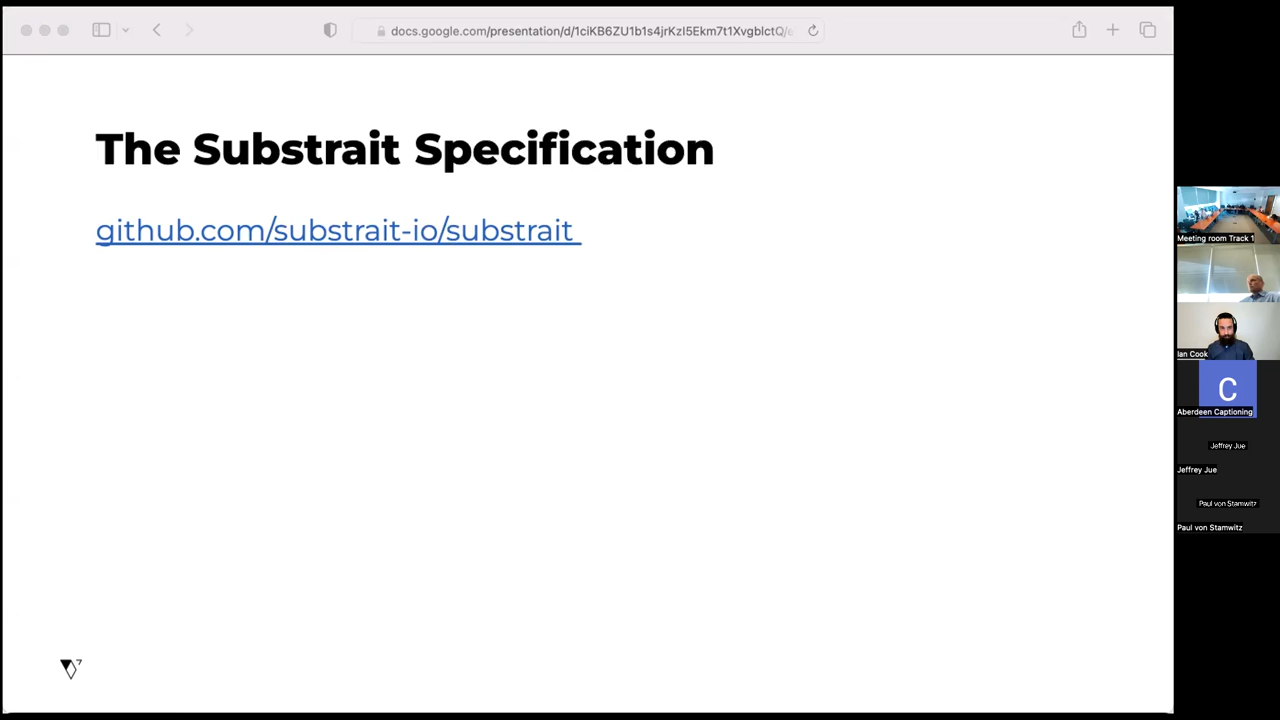 docs.google.com/presentation/d/1ciKB6ZU1b1s4jrKzI5Ekm7t1XvgblctQ/e
The Substrait Specification
github.com/substrait-io/substrait
7
Meeting room Track 1
Ian Cook
C
Aberdeen Captioning
Jeffrey Jue
Jeffrey Jue
Paul von Stamwitz
Paul von Stamwitz